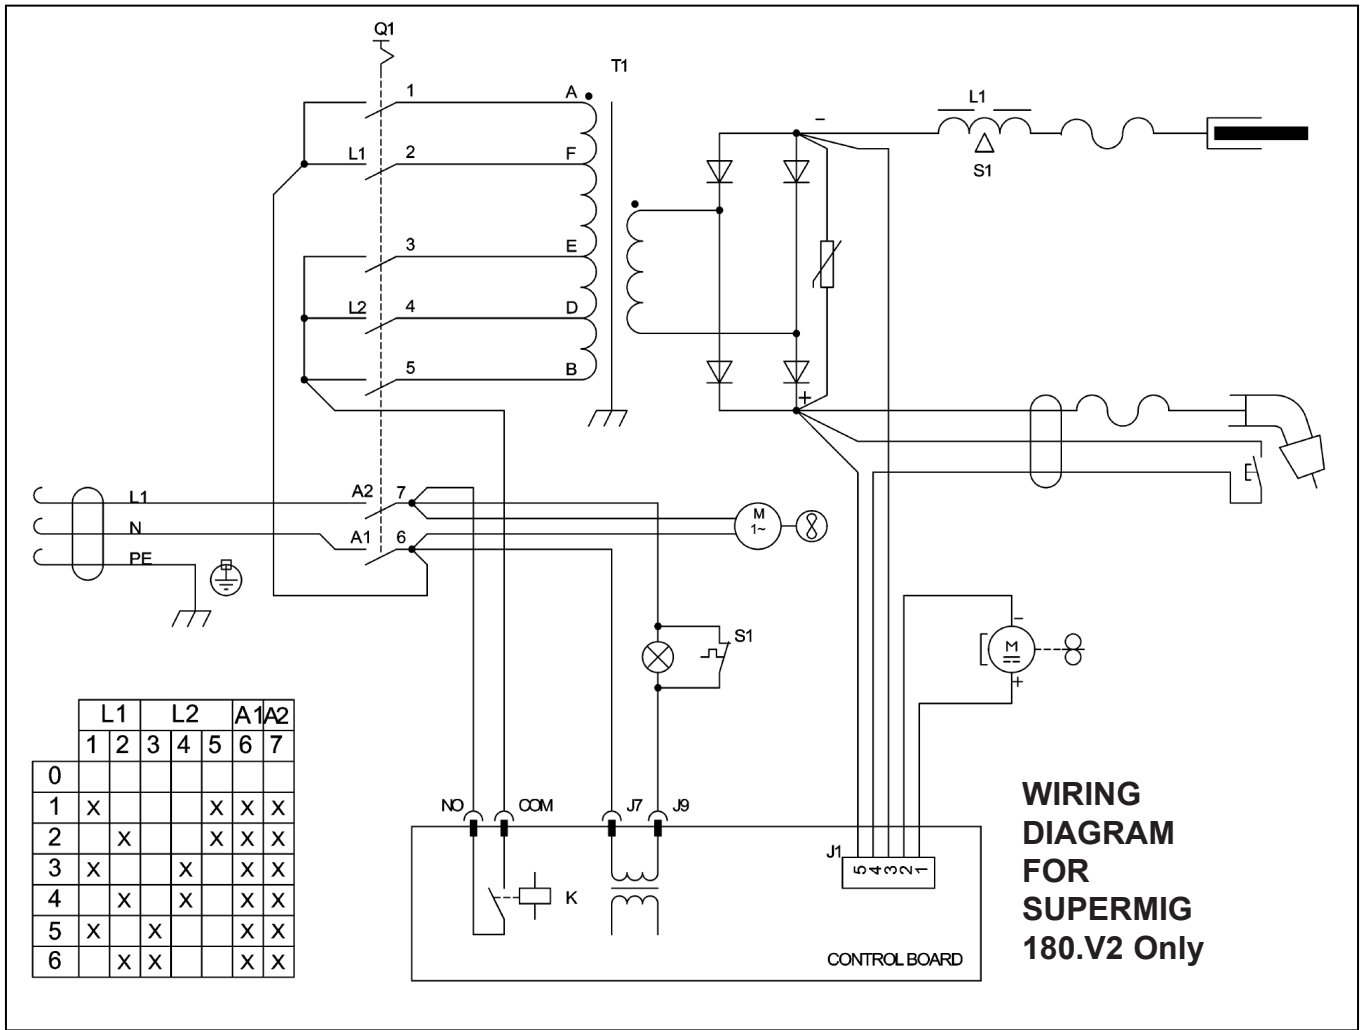 Q1
T1
1 A
L1 2 F
3 E
L2 4 D
5 B
−
L1
S1
+
L1 A2 7
N A1 6
PE
M
1~
S1
−
M
+
L1 L2 A1 A2
1 2 3 4 5 6 7
0
1 X X X X
2 X X X X
3 X X X X
4 X X X X
5 X X X X
6 X X X X
NO COM J7 J9
K
J1
5 4 3 2 1
CONTROL BOARD
WIRING
DIAGRAM
FOR
SUPERMIG
180.V2 Only